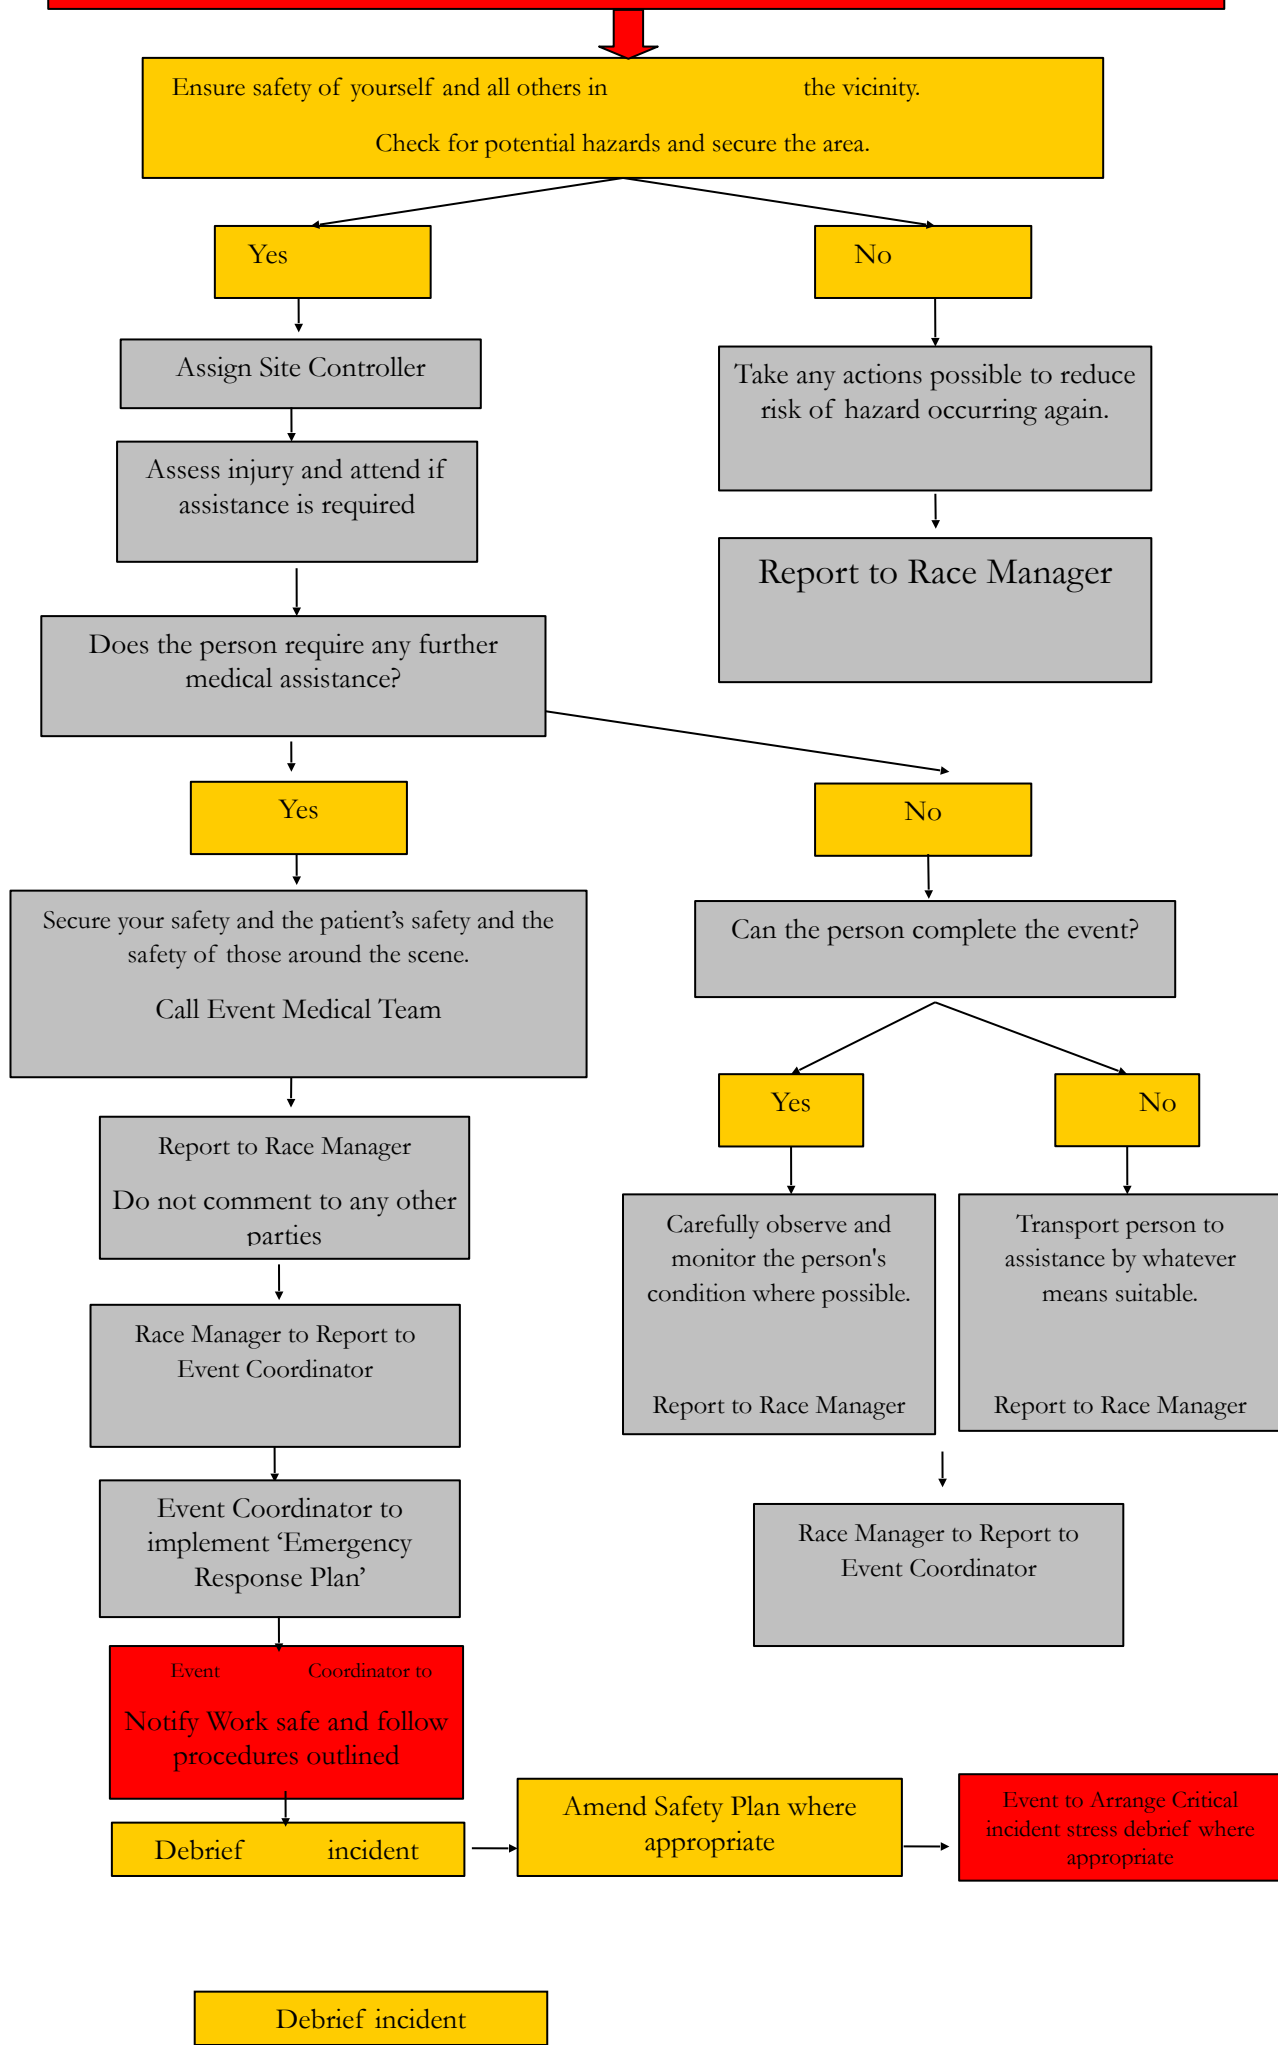 Ensure safety of yourself and all others in the vicinity.
Check for potential hazards and secure the area.
Yes
No
Assign Site Controller
Take any actions possible to reduce
risk of hazard occurring again.
Assess injury and attend if
assistance is required
Report to Race Manager
Does the person require any further
medical assistance?
Yes
No
Secure your safety and the patient’s safety and the
safety of those around the scene.
Call Event Medical Team
Can the person complete the event?
Yes
No
Report to Race Manager
Do not comment to any other
parties
Carefully observe and
monitor the person's
condition where possible.
Report to Race Manager
Transport person to
assistance by whatever
means suitable.
Report to Race Manager
Race Manager to Report to
Event Coordinator
Event Coordinator to
implement ‘Emergency
Response Plan’
Race Manager to Report to
Event Coordinator
Event Coordinator to
Notify Work safe and follow
procedures outlined
Debrief incident
Amend Safety Plan where
appropriate
Event to Arrange Critical
incident stress debrief where
appropriate
Debrief incident